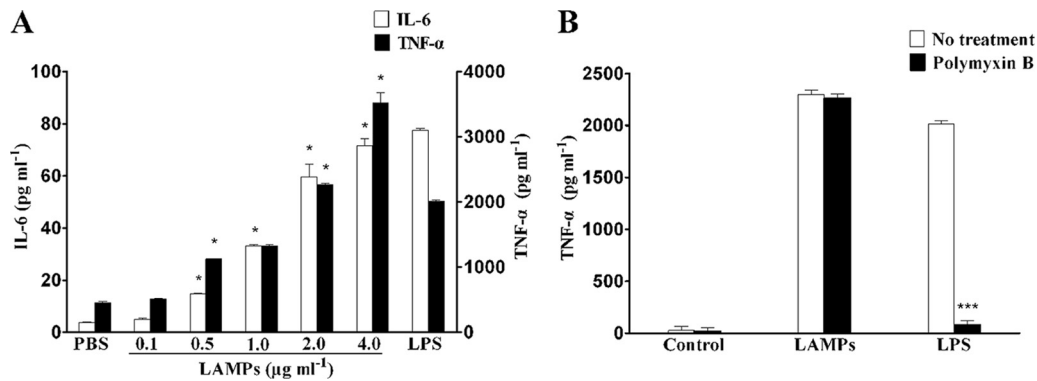 A
IL-6
TNF-α
IL-6 (pg ml-1)
100
80
60
40
20
0
4000
3000
2000
1000
0
TNF-α (pg ml-1)
* * * * * * *
PBS 0.1 0.5 1.0 2.0 4.0 LPS
LAMPs (μg ml-1)
B
No treatment
Polymyxin B
TNF-α (pg ml-1)
2500
2000
1500
1000
500
0
***
Control LAMPs LPS